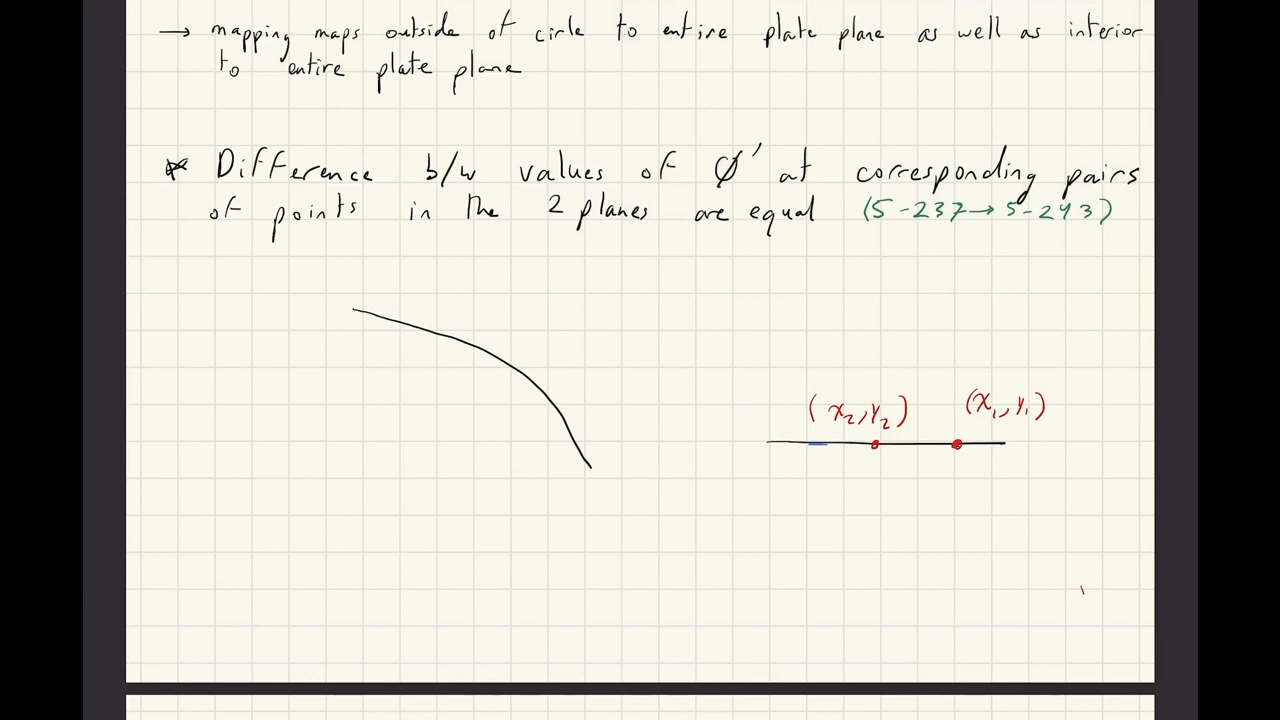 → mapping maps outside of cirle to entire plate plane as well as interior
to entire plate plane
* Difference b/w values of Ø' at corresponding pairs
of points in the 2 planes are equal (5-237→5-243)
(x₂,y₂) (x₁,y₁)